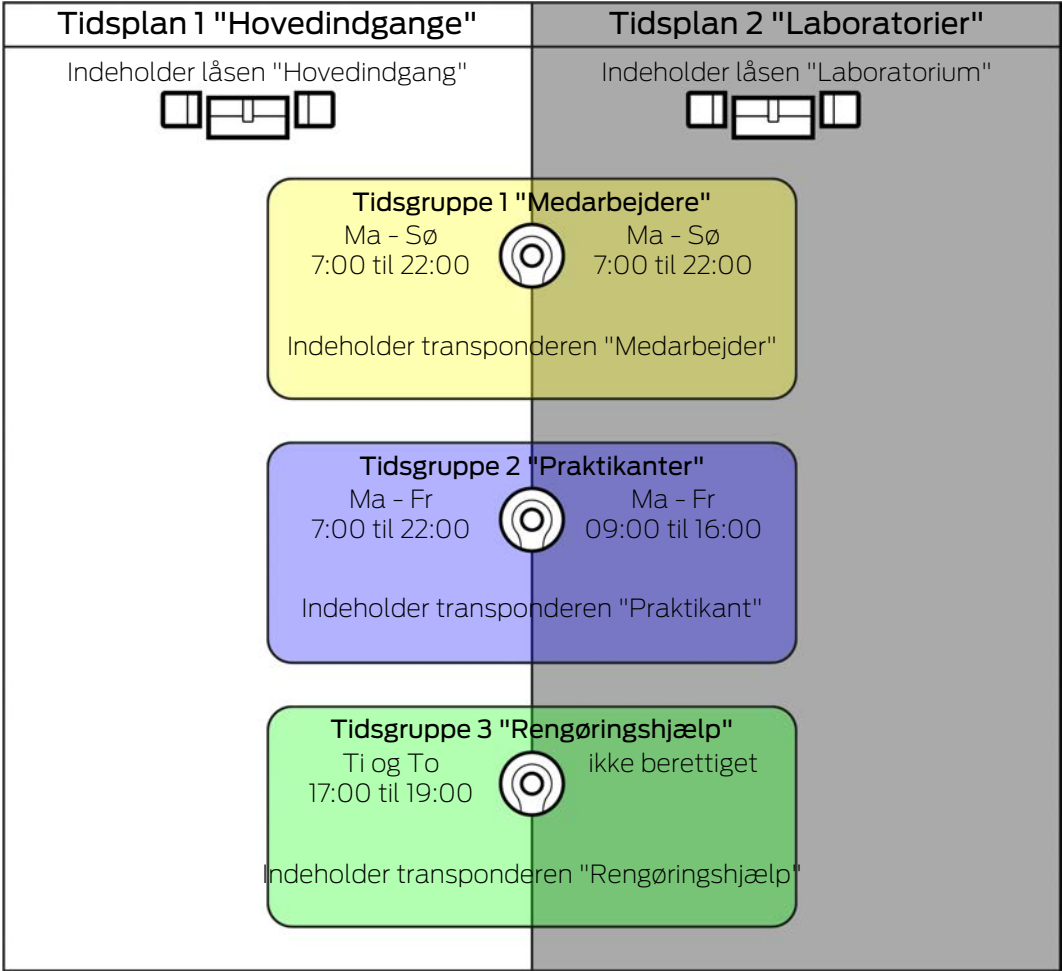 Tidsplan 1 "Hovedindgange"
Tidsplan 2 "Laboratorier"
Indeholder låsen "Hovedindgang"
Indeholder låsen "Laboratorium"
Tidsgruppe 1 "Medarbejdere"
Ma - Sø
7:00 til 22:00
Ma - Sø
7:00 til 22:00
Indeholder transponderen "Medarbejder"
Tidsgruppe 2 "Praktikanter"
Ma - Fr
7:00 til 22:00
Ma - Fr
09:00 til 16:00
Indeholder transponderen "Praktikant"
Tidsgruppe 3 "Rengøringshjælp"
Ti og To
17:00 til 19:00
ikke berettiget
Indeholder transponderen "Rengøringshjælp"